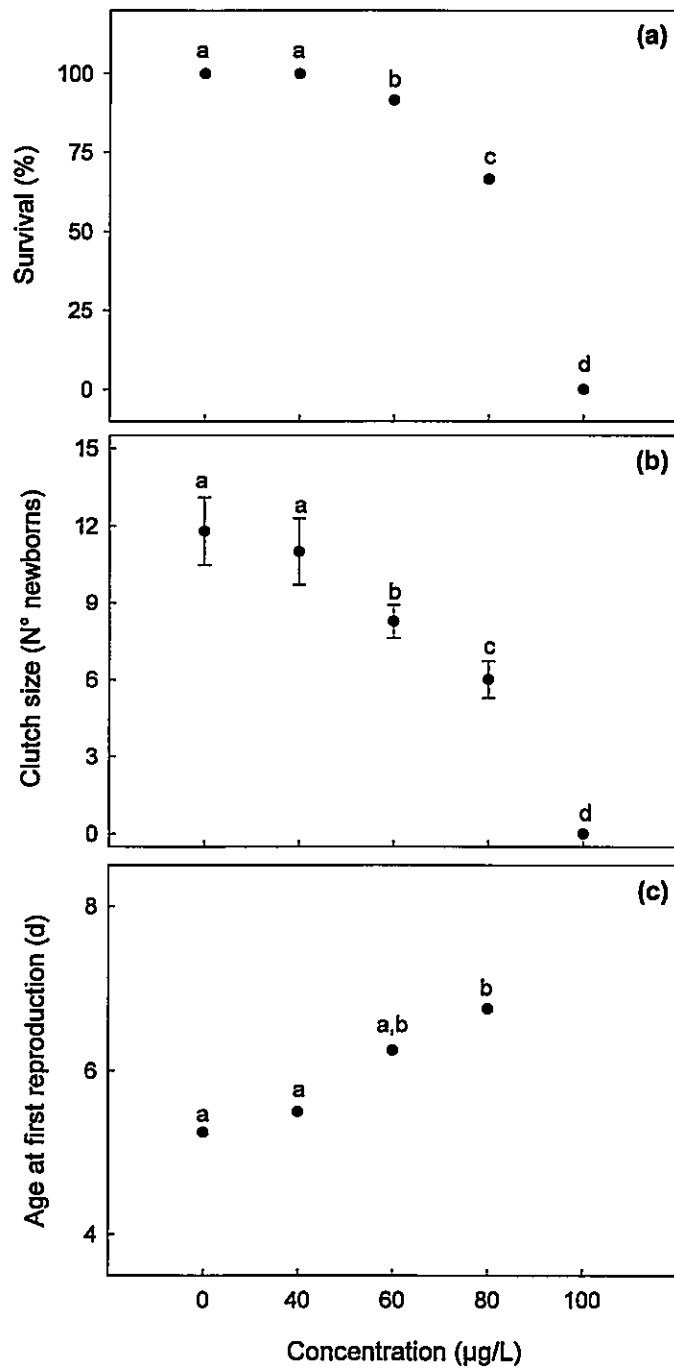 (a)
a a b c d
100
75
50
25
0
Survival (%)
(b)
a a b c d
15
12
9
6
3
0
Clutch size (N° newborns)
(c)
a a a,b b
8
6
4
Age at first reproduction (d)
0 40 60 80 100
Concentration (µg/L)